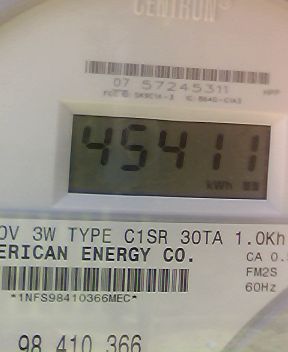 CENTRON®
07 57245311
45411
kWh
0V 3W TYPE C1SR 30TA 1.0Kh
ERICAN ENERGY CO.
CA 0.
FM2S
*1NFS98410366MEC*
60Hz
98 410 366